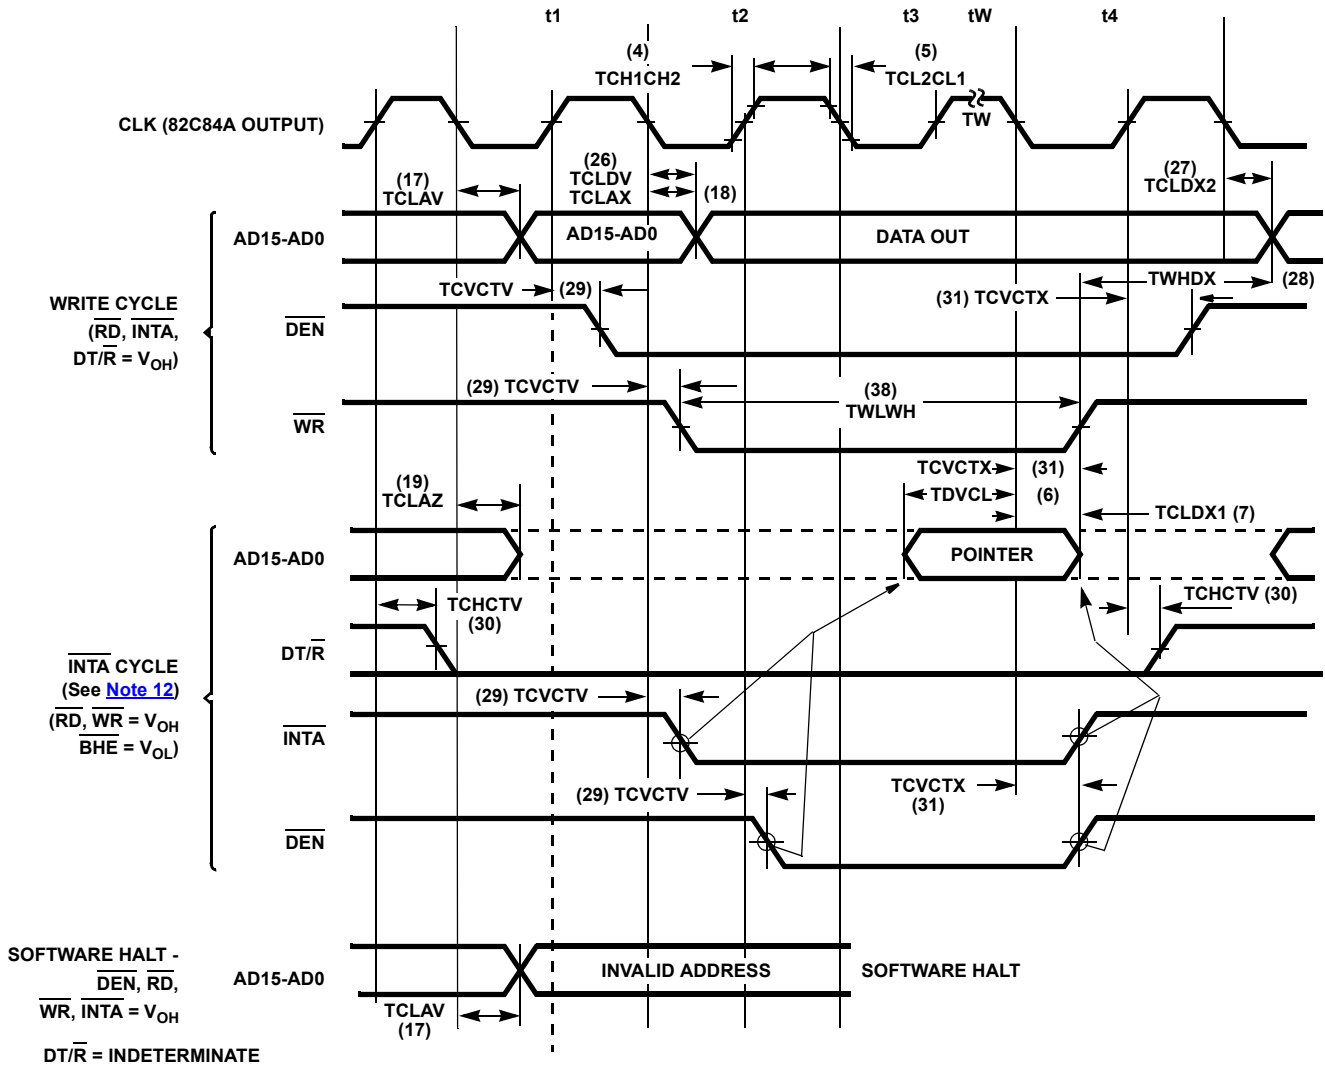 t1 t2 t3 tW t4
(4)
TCH1CH2
(5)
TCL2CL1
CLK (82C84A OUTPUT)
TW
(17)
TCLAV
(26)
TCLDV
TCLAX
(18)
(27)
TCLDX2
AD15-AD0
AD15-AD0
DATA OUT
WRITE CYCLE
(RD, INTA,
DT/R = VOH)
TCVCTV (29)
DEN
(31) TCVCTX
TWHDX
(28)
(29) TCVCTV
WR
(38)
TWLWH
TCVCTX (31)
(19)
TCLAZ
TDVCL (6)
TCLDX1 (7)
AD15-AD0
POINTER
TCHCTV
(30)
TCHCTV (30)
DT/R
INTA CYCLE
(See Note 12)
(RD, WR = VOH
BHE = VOL)
(29) TCVCTV
INTA
(29) TCVCTV
TCVCTX
(31)
DEN
SOFTWARE HALT -
DEN, RD,
WR, INTA = VOH
DT/R = INDETERMINATE
AD15-AD0
INVALID ADDRESS
SOFTWARE HALT
TCLAV
(17)